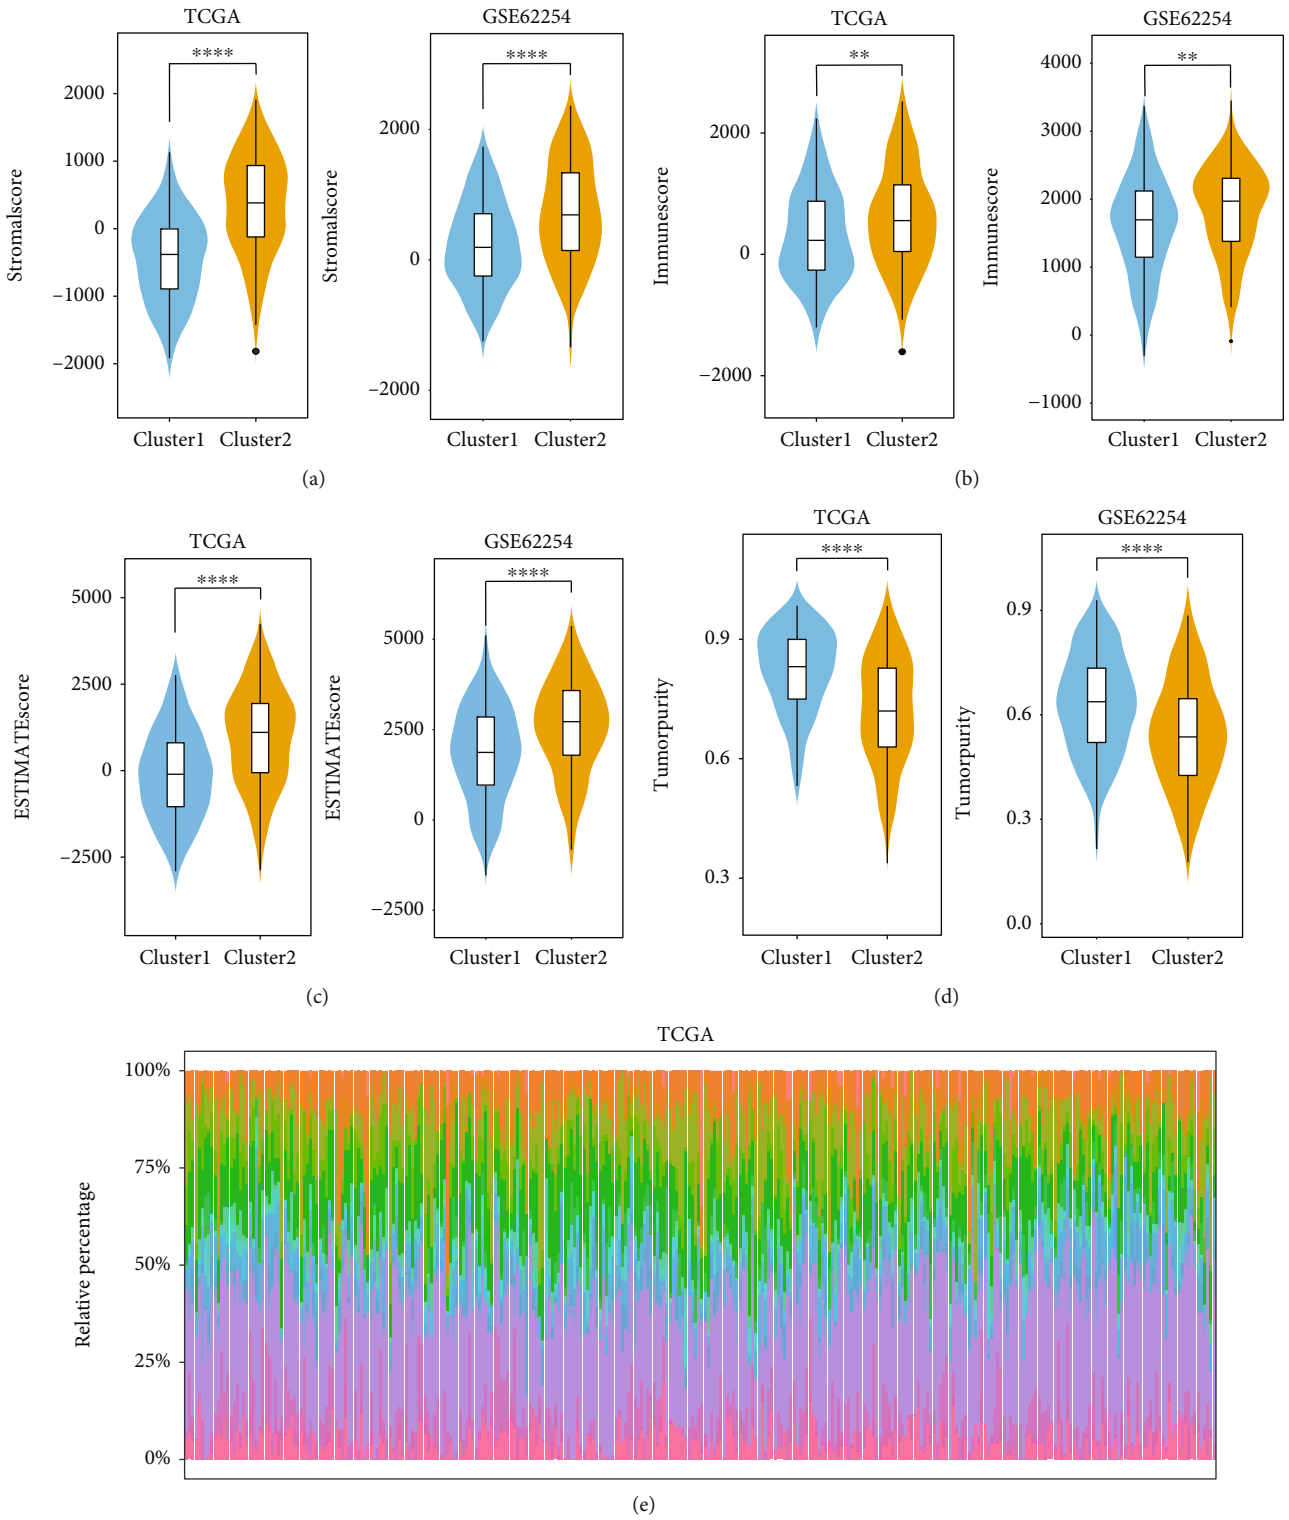 TCGA
Stromalscore
****
2000
1000
0
−1000
−2000
Cluster1 Cluster2
GSE62254
Stromalscore
****
2000
0
−2000
Cluster1 Cluster2
(a)
TCGA
Immunescore
**
2000
0
−2000
Cluster1 Cluster2
GSE62254
Immunescore
**
4000
3000
2000
1000
0
−1000
Cluster1 Cluster2
(b)
TCGA
ESTIMATEscore
****
5000
2500
0
−2500
Cluster1 Cluster2
GSE62254
ESTIMATEscore
****
5000
2500
0
−2500
Cluster1 Cluster2
(c)
TCGA
Tumorpurity
****
0.9
0.6
0.3
Cluster1 Cluster2
GSE62254
Tumorpurity
****
0.9
0.6
0.3
0.0
Cluster1 Cluster2
(d)
TCGA
Relative percentage
100%
75%
50%
25%
0%
(e)